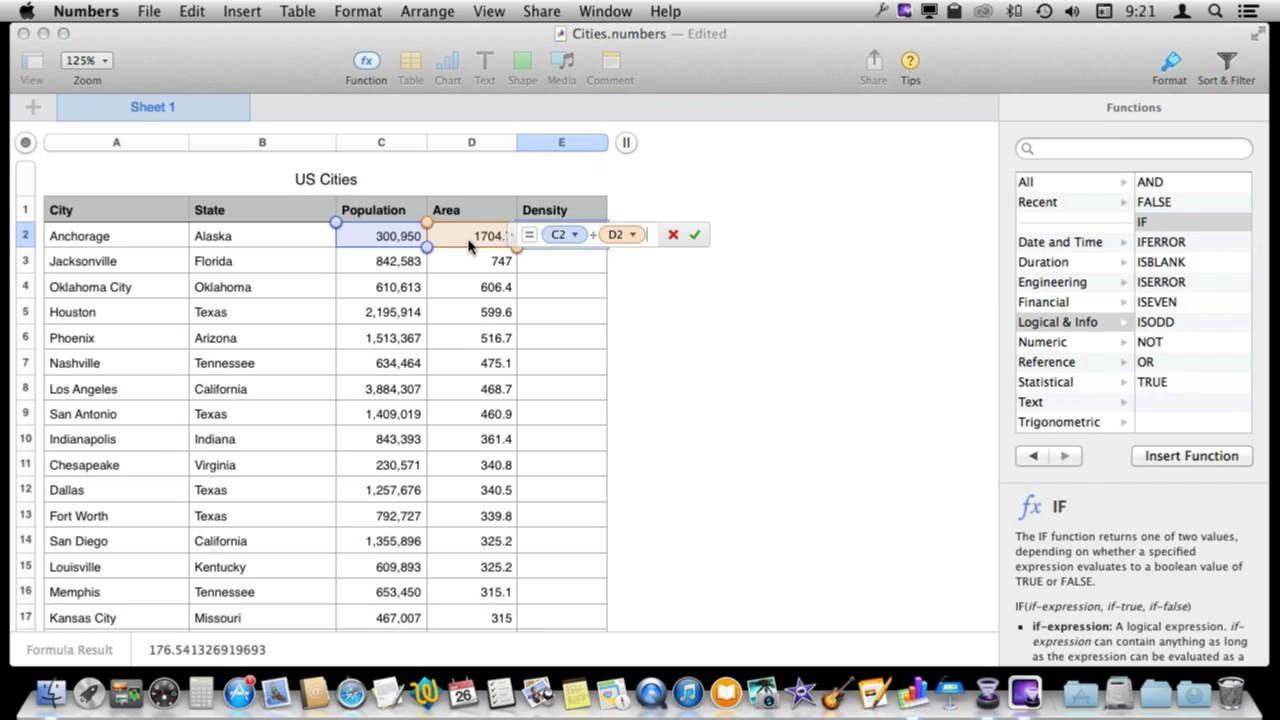 Numbers File Edit Insert Table Format Arrange View Share Window Help 9:21
Cities.numbers — Edited
125%
fx
View Zoom Function Table Chart Text Shape Media Comment Share Tips Format Sort & Filter
Sheet 1 Functions
A B C D E
US Cities
1 City State Population Area Density
2 Anchorage Alaska 300,950 1704. = C2 ÷ D2
3 Jacksonville Florida 842,583 747
4 Oklahoma City Oklahoma 610,613 606.4
5 Houston Texas 2,195,914 599.6
6 Phoenix Arizona 1,513,367 516.7
7 Nashville Tennessee 634,464 475.1
8 Los Angeles California 3,884,307 468.7
9 San Antonio Texas 1,409,019 460.9
10 Indianapolis Indiana 843,393 361.4
11 Chesapeake Virginia 230,571 340.8
12 Dallas Texas 1,257,676 340.5
13 Fort Worth Texas 792,727 339.8
14 San Diego California 1,355,896 325.2
15 Louisville Kentucky 609,893 325.2
16 Memphis Tennessee 653,450 315.1
17 Kansas City Missouri 467,007 315
Formula Result 176.541326919693
All AND
Recent FALSE
IF
Date and Time IFERROR
Duration ISBLANK
Engineering ISERROR
Financial ISEVEN
Logical & Info ISODD
Numeric NOT
Reference OR
Statistical TRUE
Text
Trigonometric
Insert Function
fx IF
The IF function returns one of two values,
depending on whether a specified
expression evaluates to a boolean value of
TRUE or FALSE.
IF(if-expression, if-true, if-false)
▪ if-expression: A logical expression. if-
expression can contain anything as long
as the expression can be evaluated as a
26